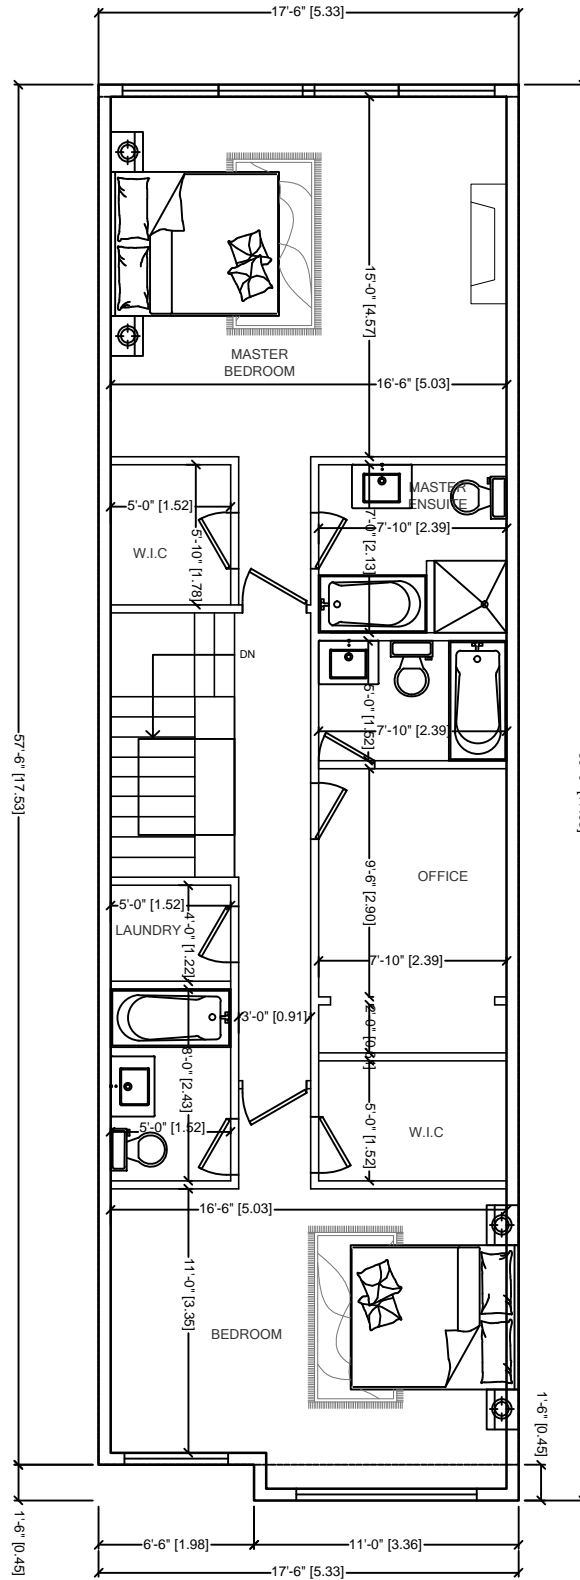 17'-6" [5.33]
15'-0" [4.57]
MASTER
BEDROOM
16'-6" [5.03]
5'-0" [1.52]
W.I.C
5'-10" [1.78]
MASTER
ENSUITE
7'-10" [2.39]
7'-0" [2.13]
DN
5'-0" [1.52]
7'-10" [2.39]
57'-6" [17.53]
9'-6" [2.90]
OFFICE
5'-0" [1.52]
4'-0" [1.22]
LAUNDRY
7'-10" [2.39]
3'-0" [0.91]
8'-0" [2.43]
5'-0" [1.52]
5'-0" [1.52]
W.I.C
16'-6" [5.03]
11'-0" [3.35]
BEDROOM
1'-6" [0.45]
1'-6" [0.45]
6'-6" [1.98]
11'-0" [3.36]
17'-6" [5.33]